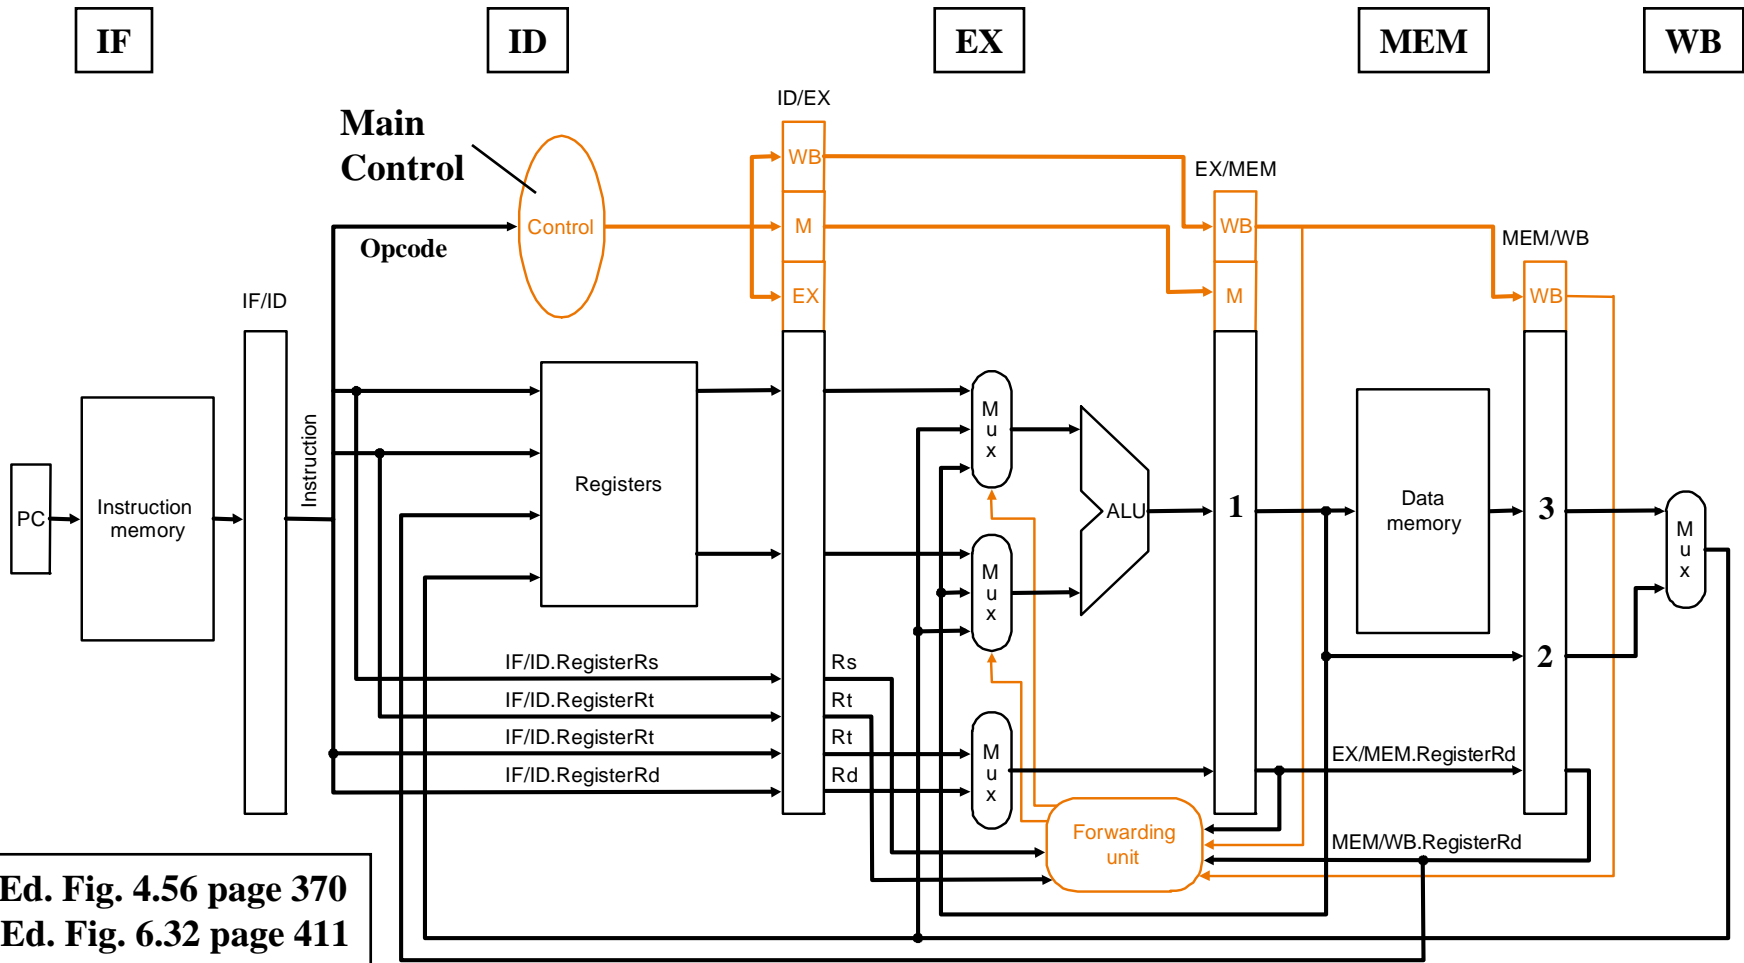 IF
ID
EX
MEM
WB
ID/EX
Main
Control
WB
EX/MEM
Control
M
WB
Opcode
MEM/WB
IF/ID
EX
M
WB
Instruction
M
u
x
Registers
PC
Instruction
memory
ALU
1
Data
memory
3
M
u
x
M
u
x
2
IF/ID.RegisterRs
Rs
IF/ID.RegisterRt
Rt
IF/ID.RegisterRt
Rt
IF/ID.RegisterRd
Rd
M
u
x
EX/MEM.RegisterRd
Forwarding
unit
MEM/WB.RegisterRd
Ed. Fig. 4.56 page 370
Ed. Fig. 6.32 page 411